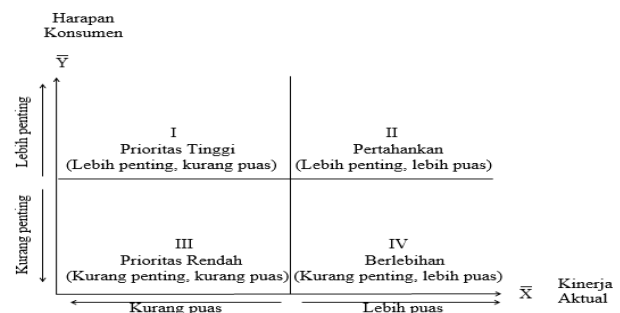 Harapan
Konsumen
Y
Lebih penting
Kurang penting
I
Prioritas Tinggi
(Lebih penting, kurang puas)
II
Pertahankan
(Lebih penting, lebih puas)
III
Prioritas Rendah
(Kurang penting, kurang puas)
IV
Berlebihan
(Kurang penting, lebih puas)
X
Kinerja
Aktual
Kurang puas
Lebih puas